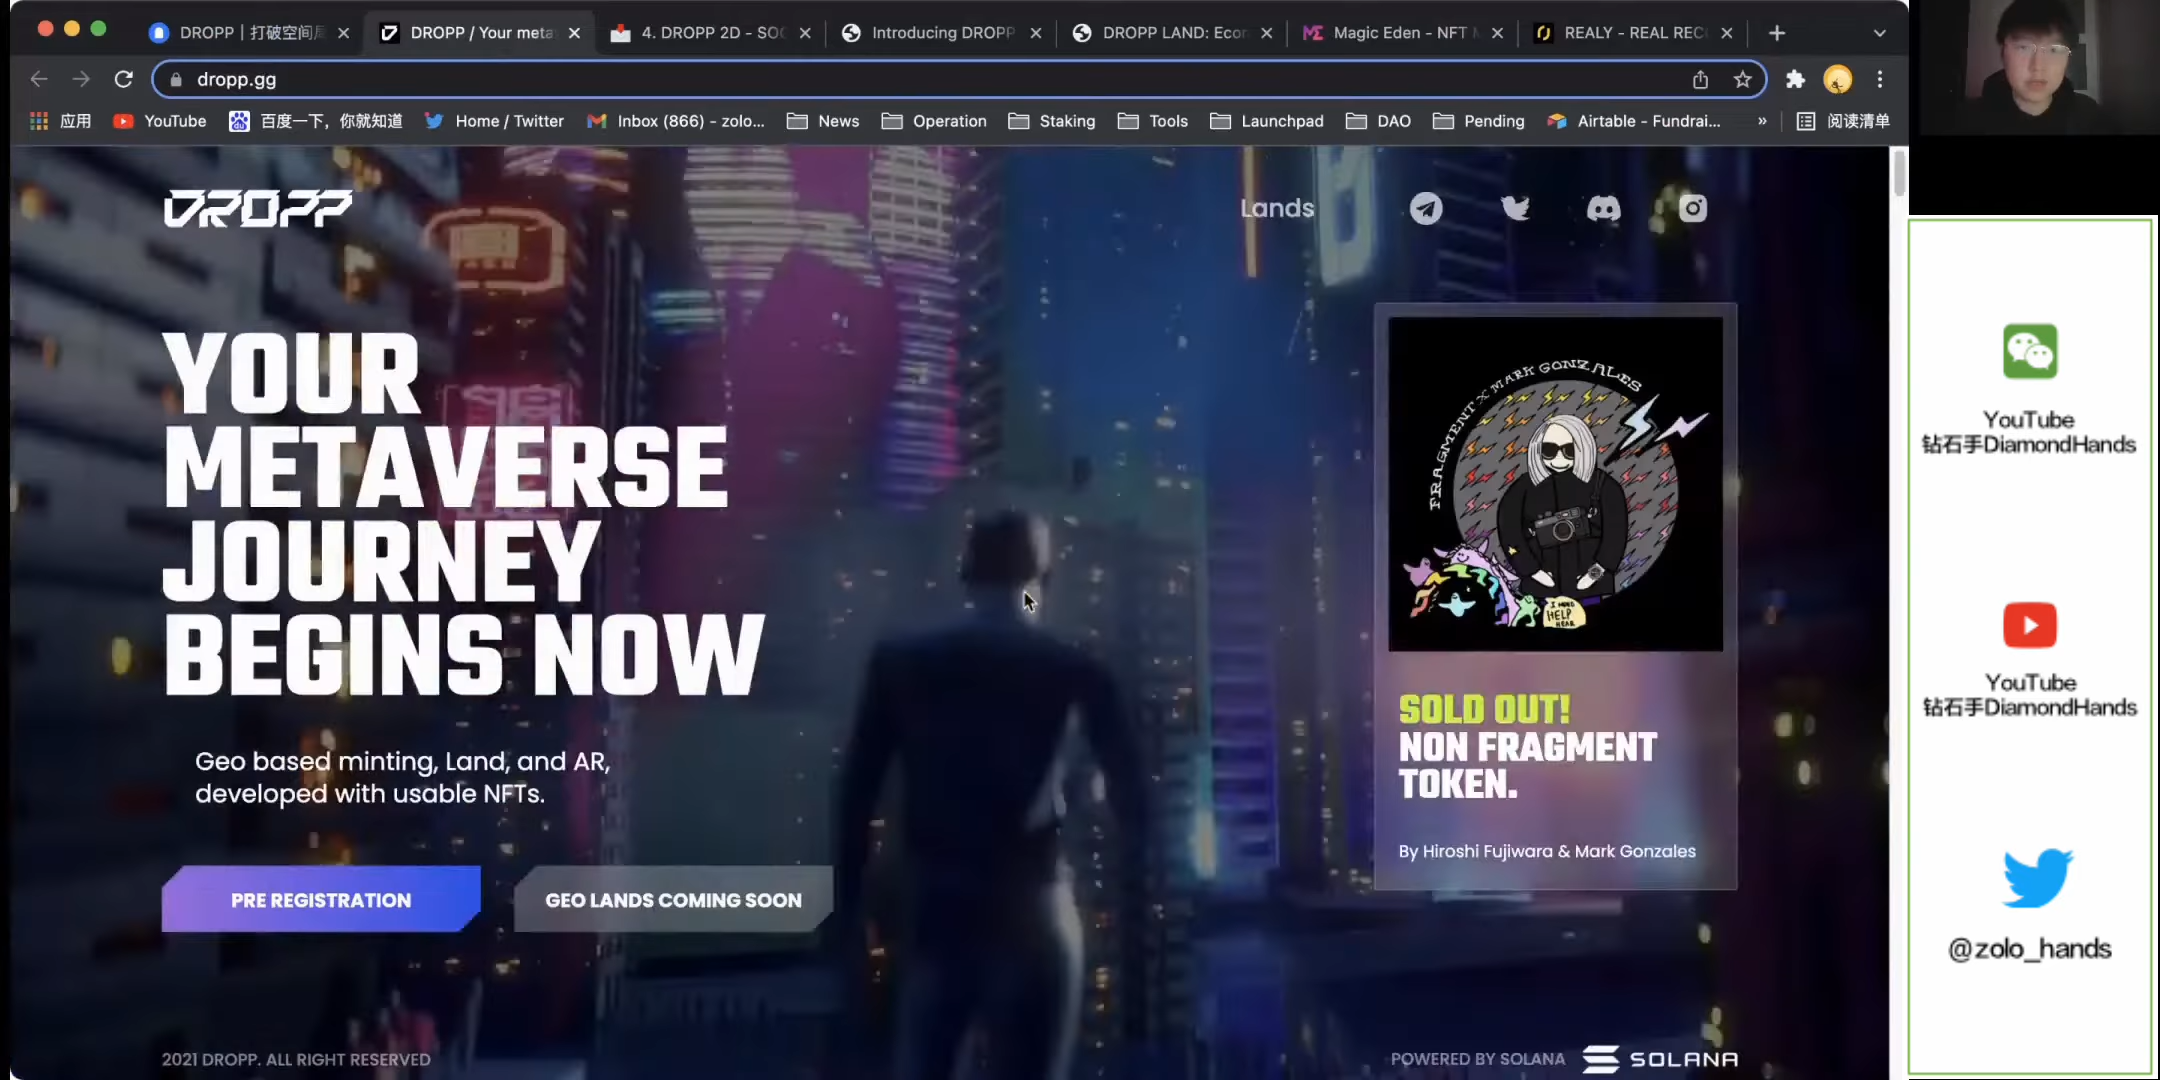 DROPP | 打破空间
DROPP / Your meta
4. DROPP 2D - SOC
Introducing DROPP
DROPP LAND: Econ
Magic Eden - NFT M
REALY - REAL REC
dropp.gg
应用
YouTube
百度一下，你就知道
Home / Twitter
Inbox (866) - zolo...
News
Operation
Staking
Tools
Launchpad
DAO
Pending
Airtable - Fundrai...
»
阅读清单
DROPP
Lands
YOUR
METAVERSE
JOURNEY
BEGINS NOW
Geo based minting, Land, and AR,
developed with usable NFTs.
PRE REGISTRATION
GEO LANDS COMING SOON
FRAGMENT X MARK GONZALES
I NEED
HELP
HEAR
SOLD OUT!
NON FRAGMENT
TOKEN.
By Hiroshi Fujiwara & Mark Gonzales
2021 DROPP. ALL RIGHT RESERVED
POWERED BY SOLANA
SOLANA
YouTube
钻石手DiamondHands
YouTube
钻石手DiamondHands
@zolo_hands